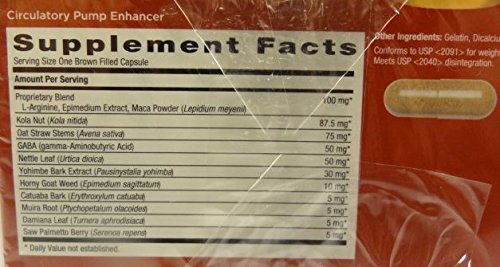 Circulatory Pump Enhancer
Supplement Facts
Serving Size One Brown Filled Capsule
Amount Per Serving
Proprietary Blend 100 mg*
L-Arginine, Epimedium Extract, Maca Powder (Lepidium meyenii)
Kola Nut (Kola nitida) 87.5 mg*
Oat Straw Stems (Avena sativa) 75 mg*
GABA (gamma-Aminobutyric Acid) 50 mg*
Nettle Leaf (Urtica dioica) 50 mg*
Yohimbe Bark Extract (Pausinystalia yohimba) 30 mg*
Horny Goat Weed (Epimedium sagittatum) 10 mg*
Catuaba Bark (Erythroxylum catuaba) 5 mg*
Muira Root (Ptychopetalum olacoides) 5 mg*
Damiana Leaf (Turnera aphrodisiaca) 5 mg*
Saw Palmetto Berry (Serenoa repens) 5 mg*
* Daily Value not established.
Other Ingredients: Gelatin, Dicalciu
Conforms to USP <2091> for weigh
Meets USP <2040> disintegration.